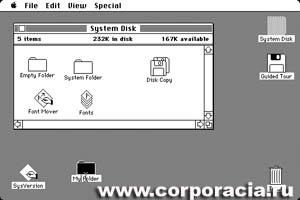 File Edit View Special
System Disk
5 items 232K in disk 167K available
Empty Folder System Folder Disk Copy
Font Mover Fonts
System Disk
Guided Tour
SysVersion My Folder
www.corporacia.ru